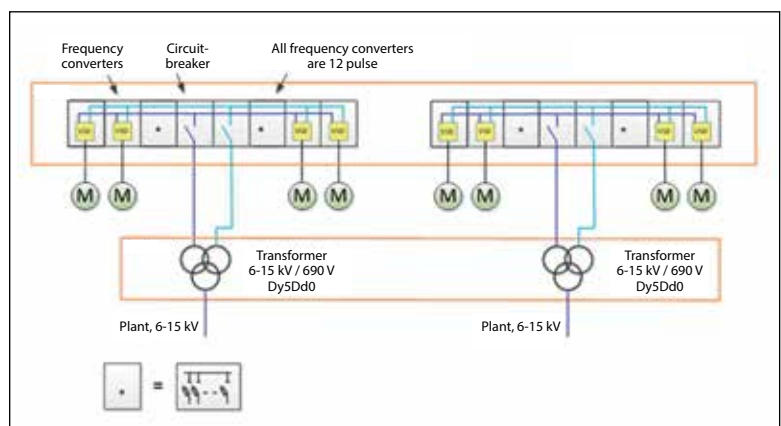 Frequency
converters
Circuit-
breaker
All frequency converters
are 12 pulse
M M M M
M M M M
Transformer
6-15 kV / 690 V
Dy5Dd0
Transformer
6-15 kV / 690 V
Dy5Dd0
Plant, 6-15 kV
Plant, 6-15 kV
* =